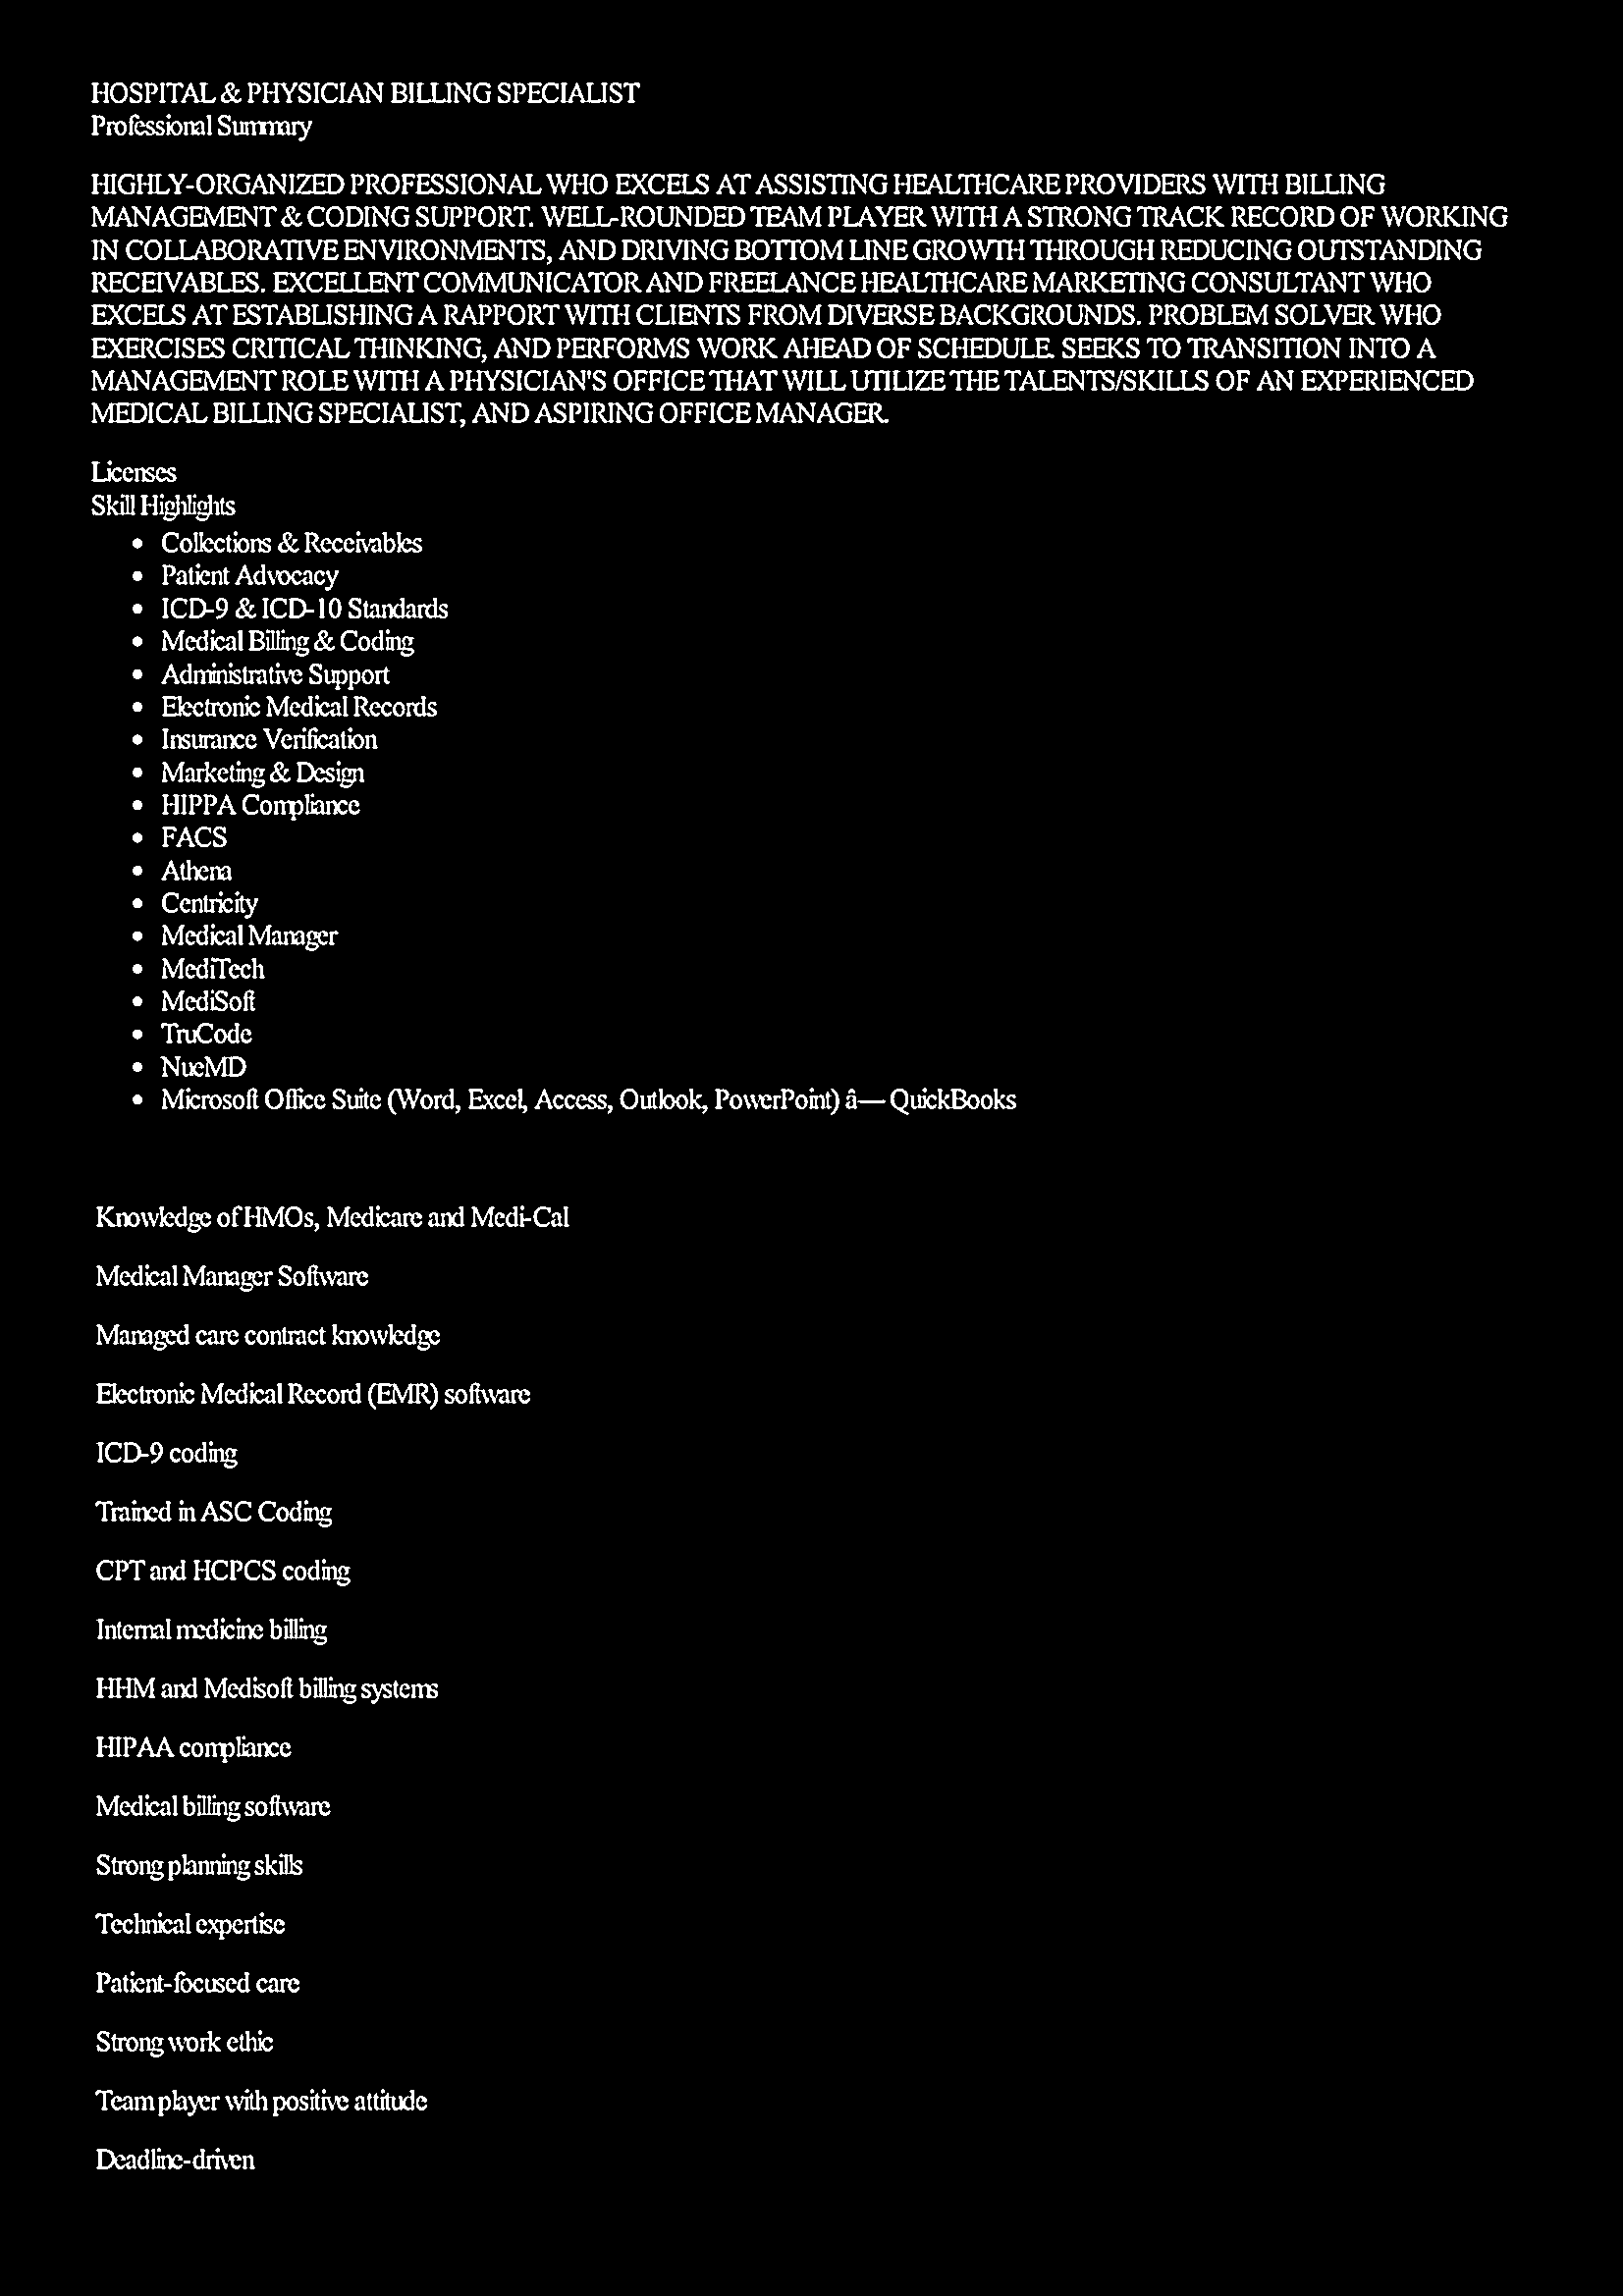 HOSPITAL & PHYSICIAN BILLING SPECIALIST
Professional Summary
HIGHLY-ORGANIZED PROFESSIONAL WHO EXCELS AT ASSISTING HEALTHCARE PROVIDERS WITH BILLING
MANAGEMENT & CODING SUPPORT. WELL-ROUNDED TEAM PLAYER WITH A STRONG TRACK RECORD OF WORKING
IN COLLABORATIVE ENVIRONMENTS, AND DRIVING BOTTOM LINE GROWTH THROUGH REDUCING OUTSTANDING
RECEIVABLES. EXCELLENT COMMUNICATOR AND FREELANCE HEALTHCARE MARKETING CONSULTANT WHO
EXCELS AT ESTABLISHING A RAPPORT WITH CLIENTS FROM DIVERSE BACKGROUNDS. PROBLEM SOLVER WHO
EXERCISES CRITICAL THINKING, AND PERFORMS WORK AHEAD OF SCHEDULE. SEEKS TO TRANSITION INTO A
MANAGEMENT ROLE WITH A PHYSICIAN'S OFFICE THAT WILL UTILIZE THE TALENTS/SKILLS OF AN EXPERIENCED
MEDICAL BILLING SPECIALIST, AND ASPIRING OFFICE MANAGER.
Licenses
Skill Highlights
• Collections & Receivables
• Patient Advocacy
• ICD-9 & ICD-10 Standards
• Medical Billing & Coding
• Administrative Support
• Electronic Medical Records
• Insurance Verification
• Marketing & Design
• HIPPA Compliance
• FACS
• Athena
• Centricity
• Medical Manager
• MediTech
• MediSoft
• TruCode
• NueMD
• Microsoft Office Suite (Word, Excel, Access, Outlook, PowerPoint) â— QuickBooks
Knowledge of HMOs, Medicare and Medi-Cal
Medical Manager Software
Managed care contract knowledge
Electronic Medical Record (EMR) software
ICD-9 coding
Trained in ASC Coding
CPT and HCPCS coding
Internal medicine billing
HHM and Medisoft billing systems
HIPAA compliance
Medical billing software
Strong planning skills
Technical expertise
Patient-focused care
Strong work ethic
Team player with positive attitude
Deadline-driven